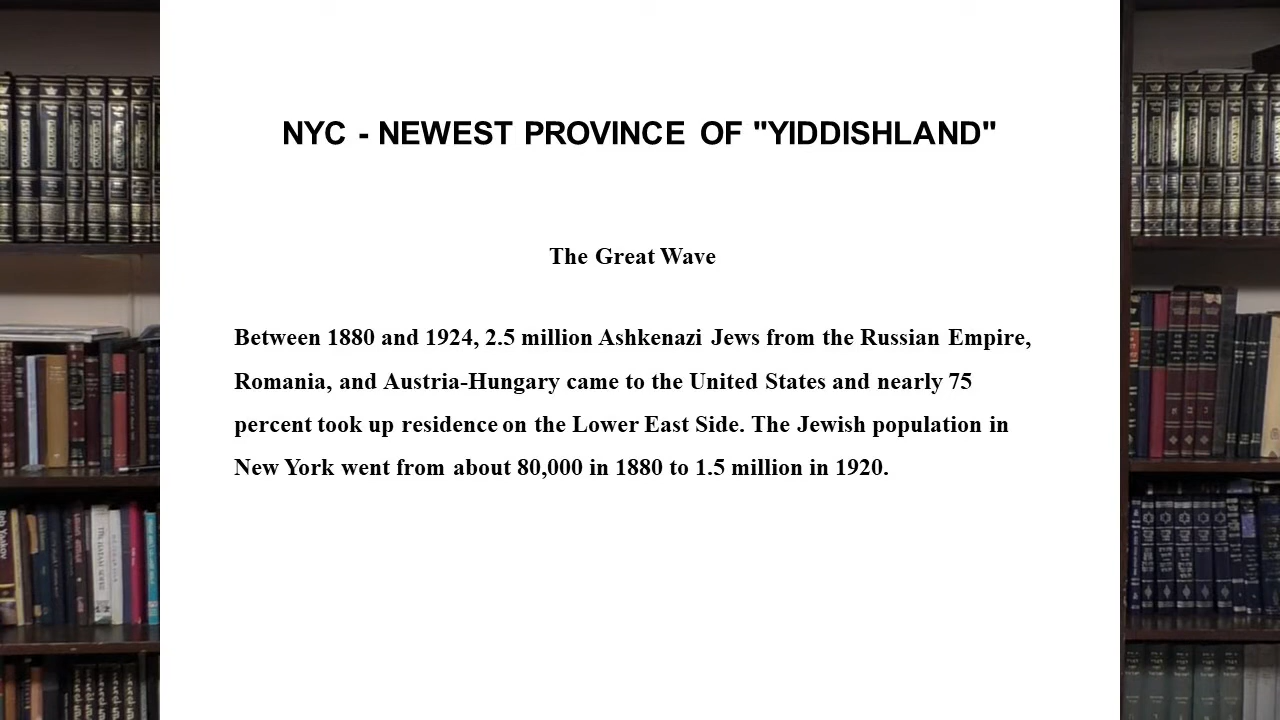 NYC - NEWEST PROVINCE OF "YIDDISHLAND"
The Great Wave
Between 1880 and 1924, 2.5 million Ashkenazi Jews from the Russian Empire,
Romania, and Austria-Hungary came to the United States and nearly 75
percent took up residence on the Lower East Side. The Jewish population in
New York went from about 80,000 in 1880 to 1.5 million in 1920.